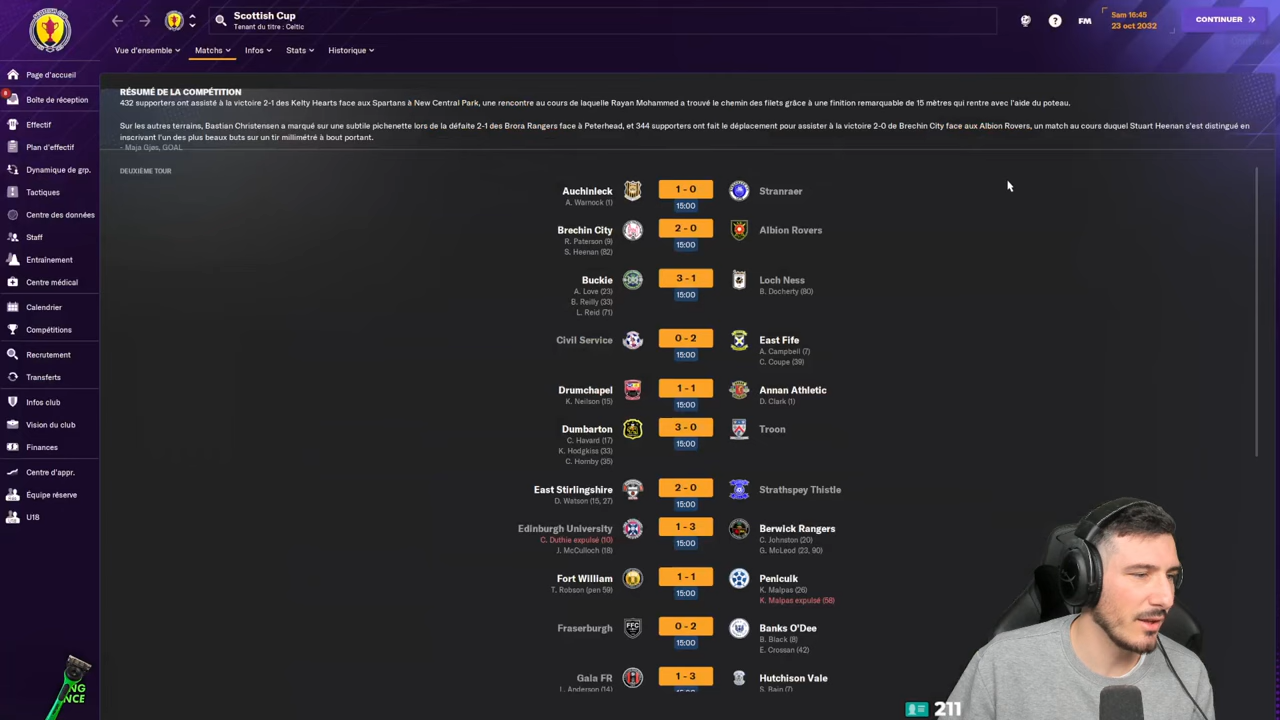 Scottish Cup
Tenant du titre : Celtic
FM
Sam 16:45
23 oct 2032
CONTINUER
Vue d'ensemble
Matchs
Infos
Stats
Historique
Page d'accueil
8
Boîte de réception
Effectif
Plan d'effectif
Dynamique de grp.
Tactiques
Centre des données
Staff
Entraînement
Centre médical
Calendrier
Compétitions
Recrutement
Transferts
Infos club
Vision du club
Finances
Centre d'appr.
Équipe réserve
U18
RÉSUMÉ DE LA COMPÉTITION
432 supporters ont assisté à la victoire 2-1 des Kelty Hearts face aux Spartans à New Central Park, une rencontre au cours de laquelle Rayan Mohammed a trouvé le chemin des filets grâce à une finition remarquable de 15 mètres qui rentre avec l'aide du poteau.
Sur les autres terrains, Bastian Christensen a marqué sur une subtile pichenette lors de la défaite 2-1 des Brora Rangers face à Peterhead, et 344 supporters ont fait le déplacement pour assister à la victoire 2-0 de Brechin City face aux Albion Rovers, un match au cours duquel Stuart Heenan s'est distingué en
inscrivant l'un des plus beaux buts sur un tir millimétré à bout portant.
- Maja Gjøs, GOAL
DEUXIÈME TOUR
Auchinleck 1 - 0 Stranraer
A. Warnock (1) 15:00
Brechin City 2 - 0 Albion Rovers
R. Paterson (9) 15:00
S. Heenan (82)
Buckie 3 - 1 Loch Ness
A. Love (23) 15:00 B. Docherty (80)
B. Reilly (33)
L. Reid (71)
Civil Service 0 - 2 East Fife
15:00 A. Campbell (7)
C. Coupe (39)
Drumchapel 1 - 1 Annan Athletic
K. Neilson (15) 15:00 D. Clark (1)
Dumbarton 3 - 0 Troon
C. Havard (17) 15:00
K. Hodgkiss (33)
C. Hornby (35)
East Stirlingshire 2 - 0 Strathspey Thistle
D. Watson (15, 27) 15:00
Edinburgh University 1 - 3 Berwick Rangers
C. Duthie expulsé (10) 15:00 C. Johnston (20)
J. McCulloch (18) G. McLeod (23, 90)
Fort William 1 - 1 Penicuik
T. Robson (pen 59) 15:00 K. Malpas (26)
K. Malpas expulsé (58)
Fraserburgh FFC 0 - 2 Banks O'Dee
15:00 B. Black (8)
E. Crossan (42)
Gala FR 1 - 3 Hutchison Vale
L. Anderson (14) 15:00 S. Bain (7)
211